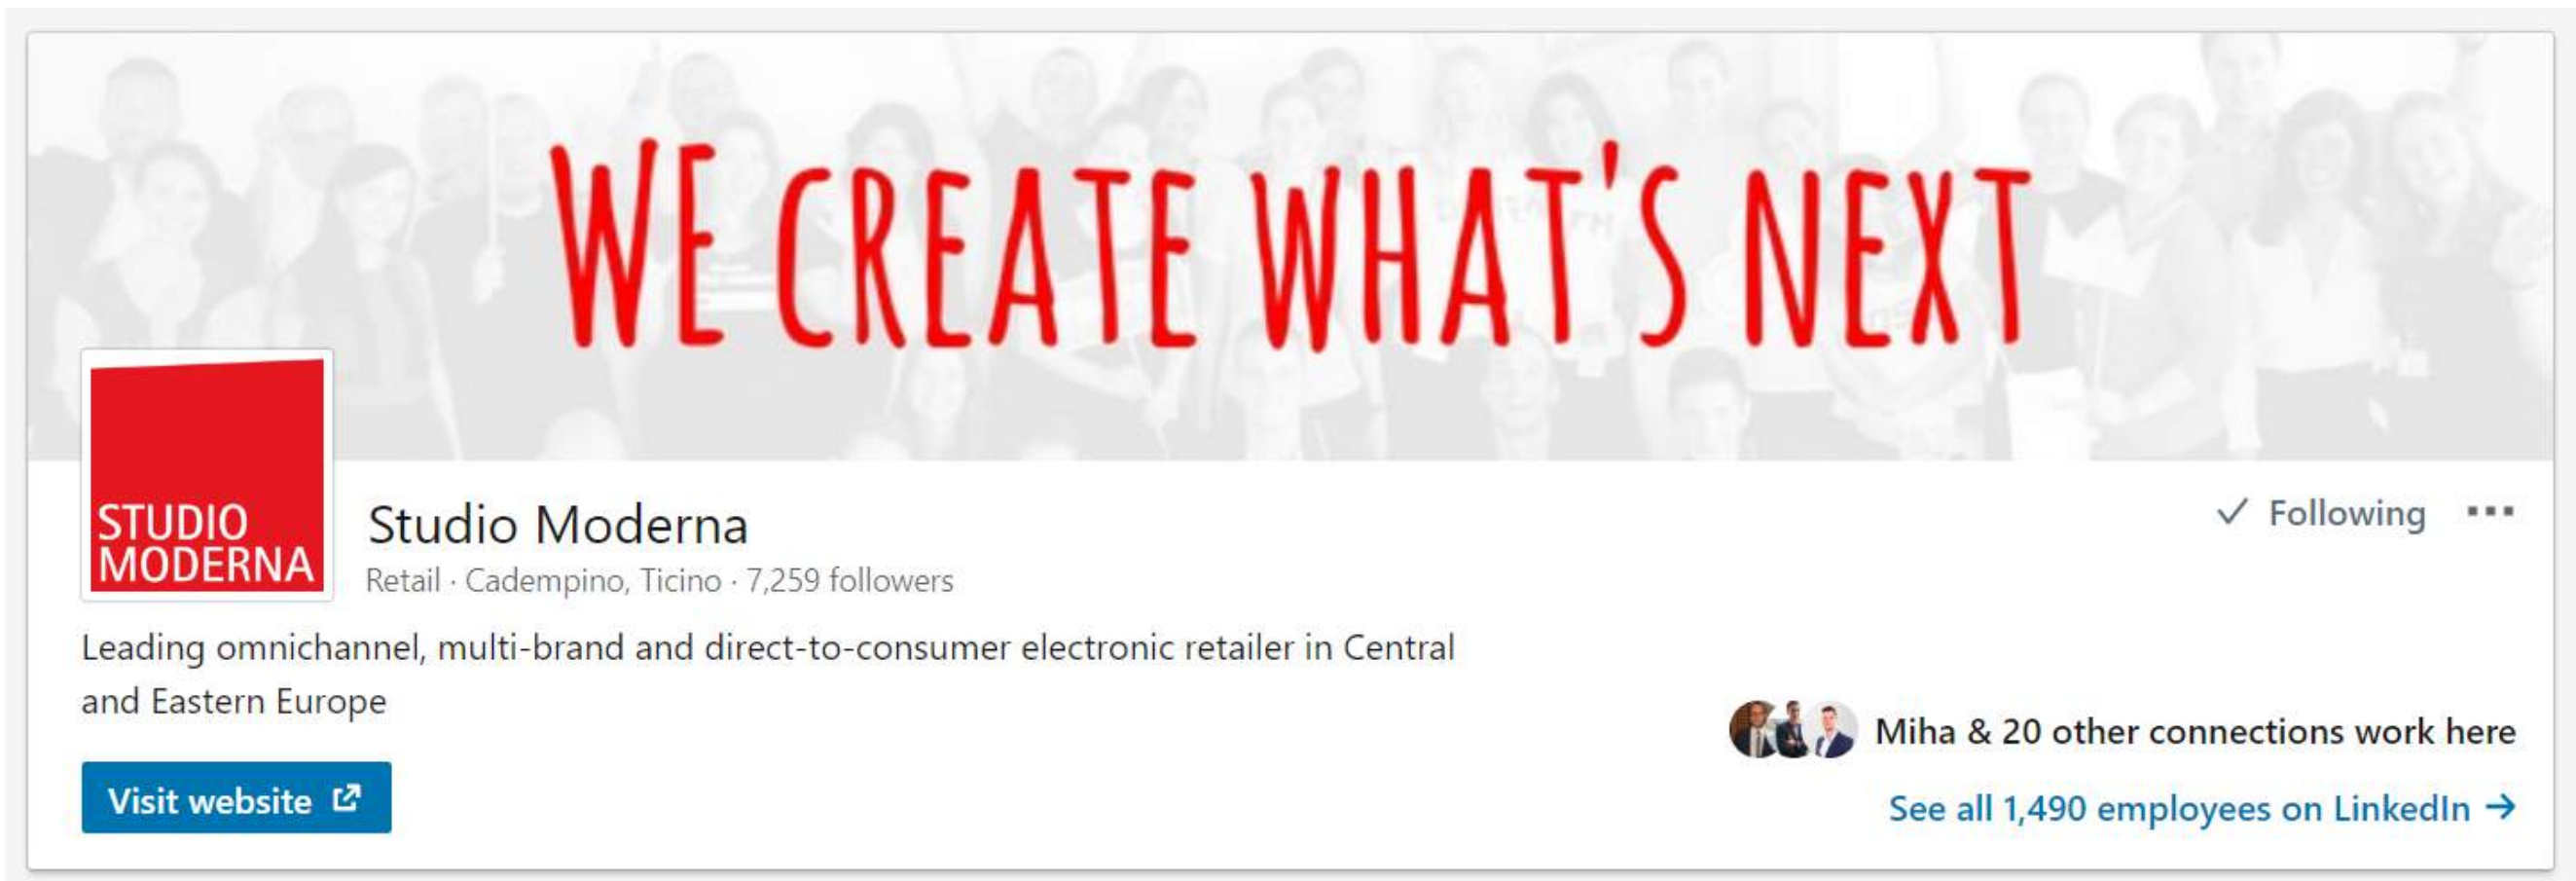 WE CREATE WHAT'S NEXT
STUDIO
MODERNA
Studio Moderna
Following
Retail · Cadempino, Ticino · 7,259 followers
Leading omnichannel, multi-brand and direct-to-consumer electronic retailer in Central
and Eastern Europe
Miha & 20 other connections work here
Visit website
See all 1,490 employees on LinkedIn →